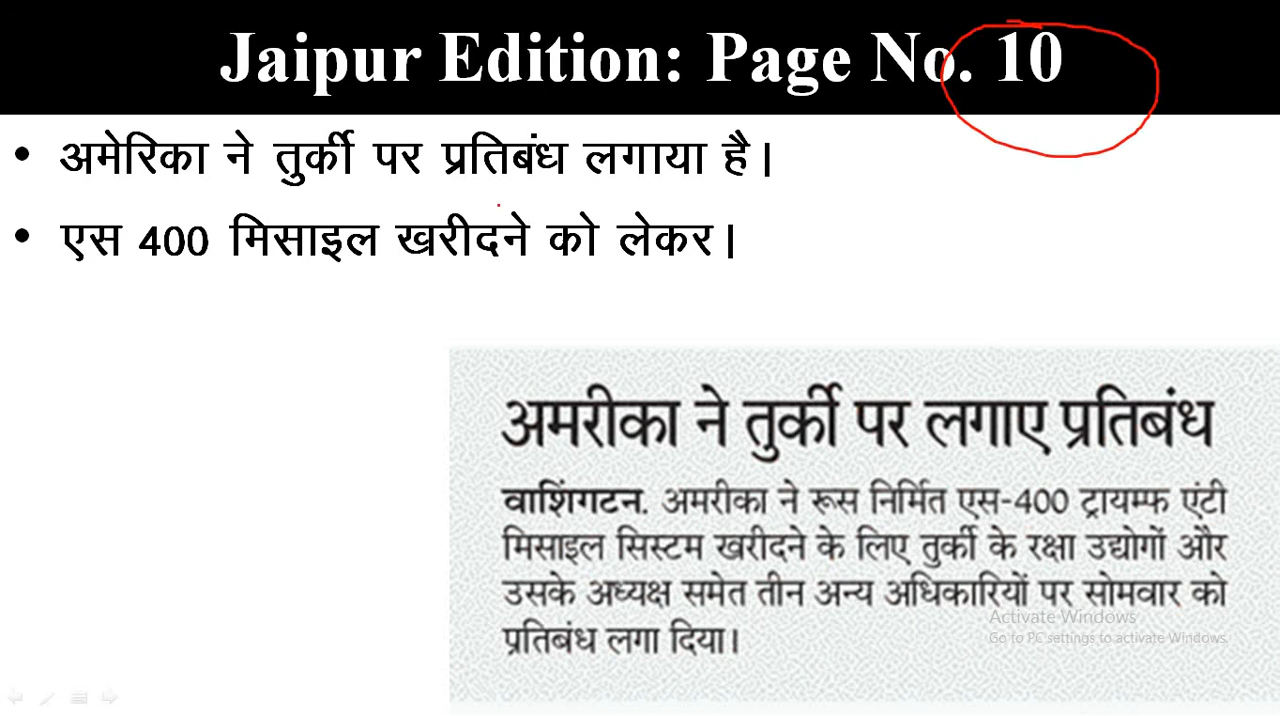 Jaipur Edition: Page No. 10
• अमेरिका ने तुर्की पर प्रतिबंध लगाया है।
• एस 400 मिसाइल खरीदने को लेकर।
अमरीका ने तुर्की पर लगाए प्रतिबंध
वाशिंगटन. अमरीका ने रूस निर्मित एस-400 ट्रायम्फ एंटी
मिसाइल सिस्टम खरीदने के लिए तुर्की के रक्षा उद्योगों और
उसके अध्यक्ष समेत तीन अन्य अधिकारियों पर सोमवार को
प्रतिबंध लगा दिया।
Activate Windows
Go to PC settings to activate Windows.